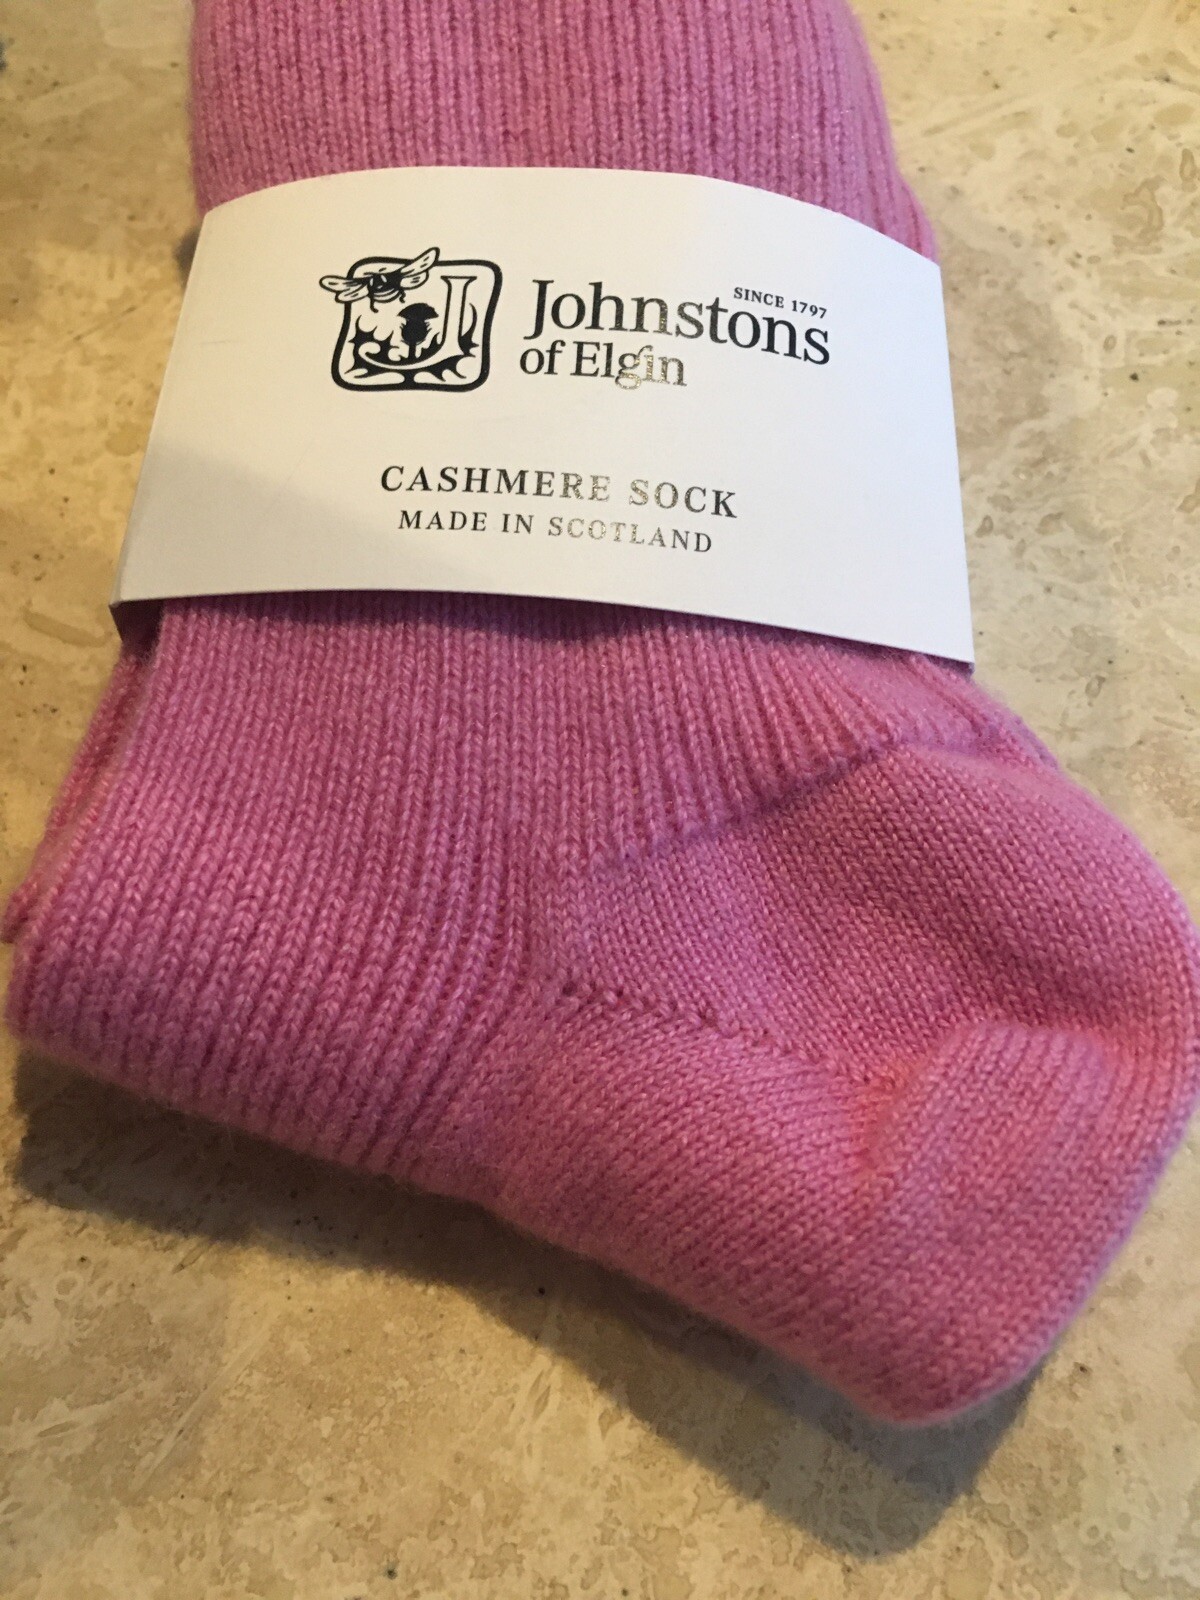 J
SINCE 1797
Johnstons
of Elgin
CASHMERE SOCK
MADE IN SCOTLAND